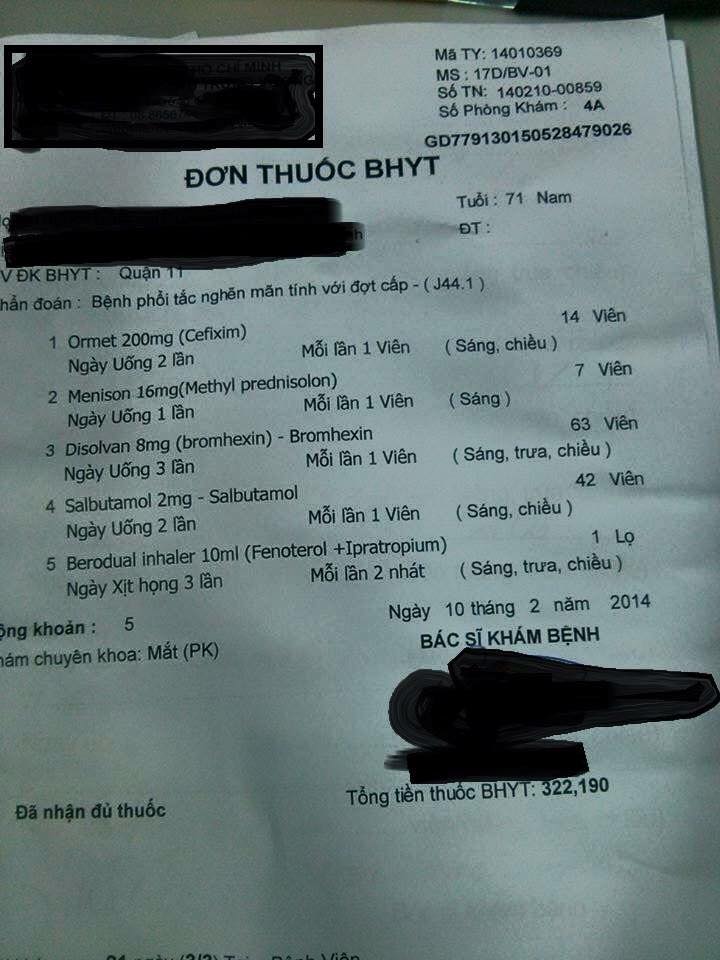 HỒ CHÍ MINH
Mã TY: 14010369
MS : 17D/BV-01
Số TN: 140210-00859
Số Phòng Khám : 4A
GD779130150528479026
ĐƠN THUỐC BHYT
Tuổi : 71 Nam
ĐT :
V ĐK BHYT : Quận 11
hẩn đoán : Bệnh phổi tắc nghẽn mãn tính với đợt cấp - ( J44.1 )
1 Ormet 200mg (Cefixim) 14 Viên
Ngày Uống 2 lần Mỗi lần 1 Viên ( Sáng, chiều )
2 Menison 16mg(Methyl prednisolon) 7 Viên
Ngày Uống 1 lần Mỗi lần 1 Viên ( Sáng )
3 Disolvan 8mg (bromhexin) - Bromhexin 63 Viên
Ngày Uống 3 lần Mỗi lần 1 Viên ( Sáng, trưa, chiều )
4 Salbutamol 2mg - Salbutamol 42 Viên
Ngày Uống 2 lần Mỗi lần 1 Viên ( Sáng, chiều )
5 Berodual inhaler 10ml (Fenoterol +Ipratropium) 1 Lọ
Ngày Xịt họng 3 lần Mỗi lần 2 nhát ( Sáng, trưa, chiều )
Ngày 10 tháng 2 năm 2014
ộng khoản : 5
BÁC SĨ KHÁM BỆNH
hám chuyên khoa: Mắt (PK)
Tổng tiền thuốc BHYT: 322,190
Đã nhận đủ thuốc